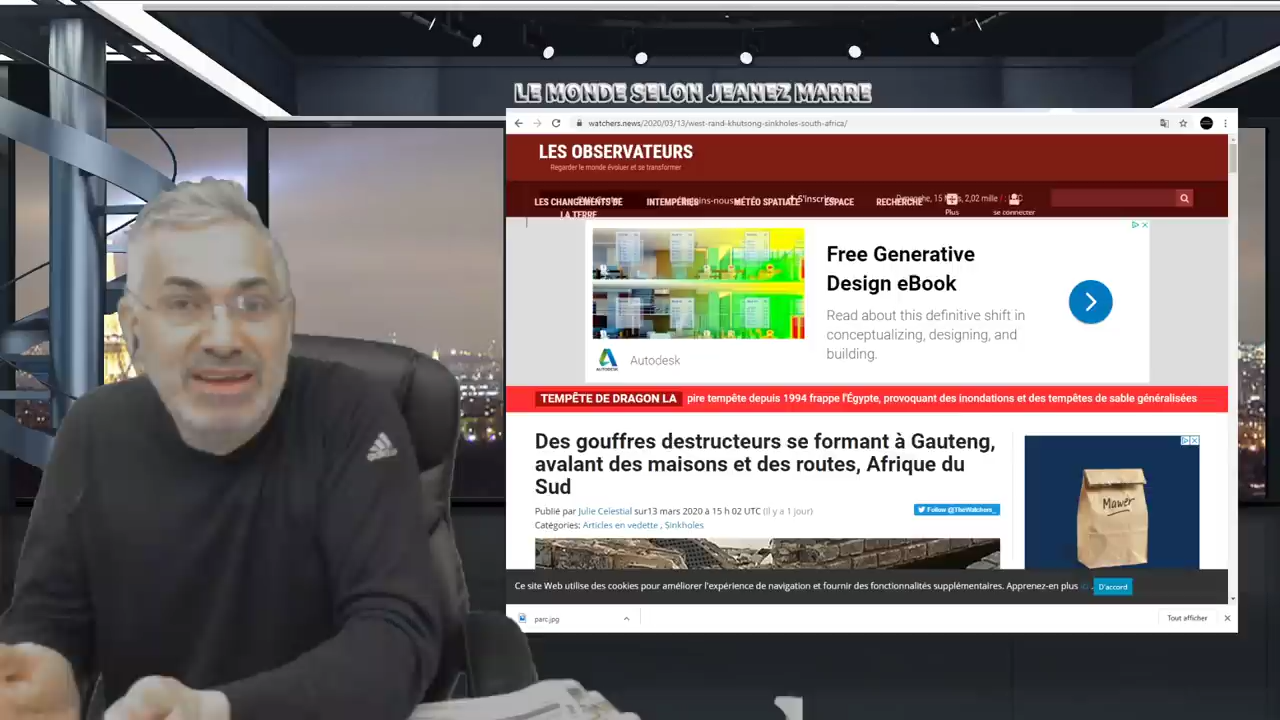 LE MONDE SELON JEANEZ MARRE
watchers.news/2020/03/13/west-rand-khutsong-sinkholes-south-africa/
LES OBSERVATEURS
Regarder le monde évoluer et se transformer
LES CHANGEMENTS DE LA TERRE
INTEMPÉRIES
MÉTÉO SPATIALE
ESPACE
RECHERCHE
Plus
se connecter
Free Generative
Design eBook
Read about this definitive shift in
conceptualizing, designing, and
building.
AUTODESK
Autodesk
TEMPÊTE DE DRAGON LA pire tempête depuis 1994 frappe l'Égypte, provoquant des inondations et des tempêtes de sable généralisées
Des gouffres destructeurs se formant à Gauteng,
avalant des maisons et des routes, Afrique du
Sud
Publié par Julie Celestial sur13 mars 2020 à 15 h 02 UTC (il y a 1 jour)
Follow @TheWatchers_
Catégories: Articles en vedette , Sinkholes
Mawer
Ce site Web utilise des cookies pour améliorer l'expérience de navigation et fournir des fonctionnalités supplémentaires. Apprenez-en plus
D'accord
parc.jpg
Tout afficher
adidas